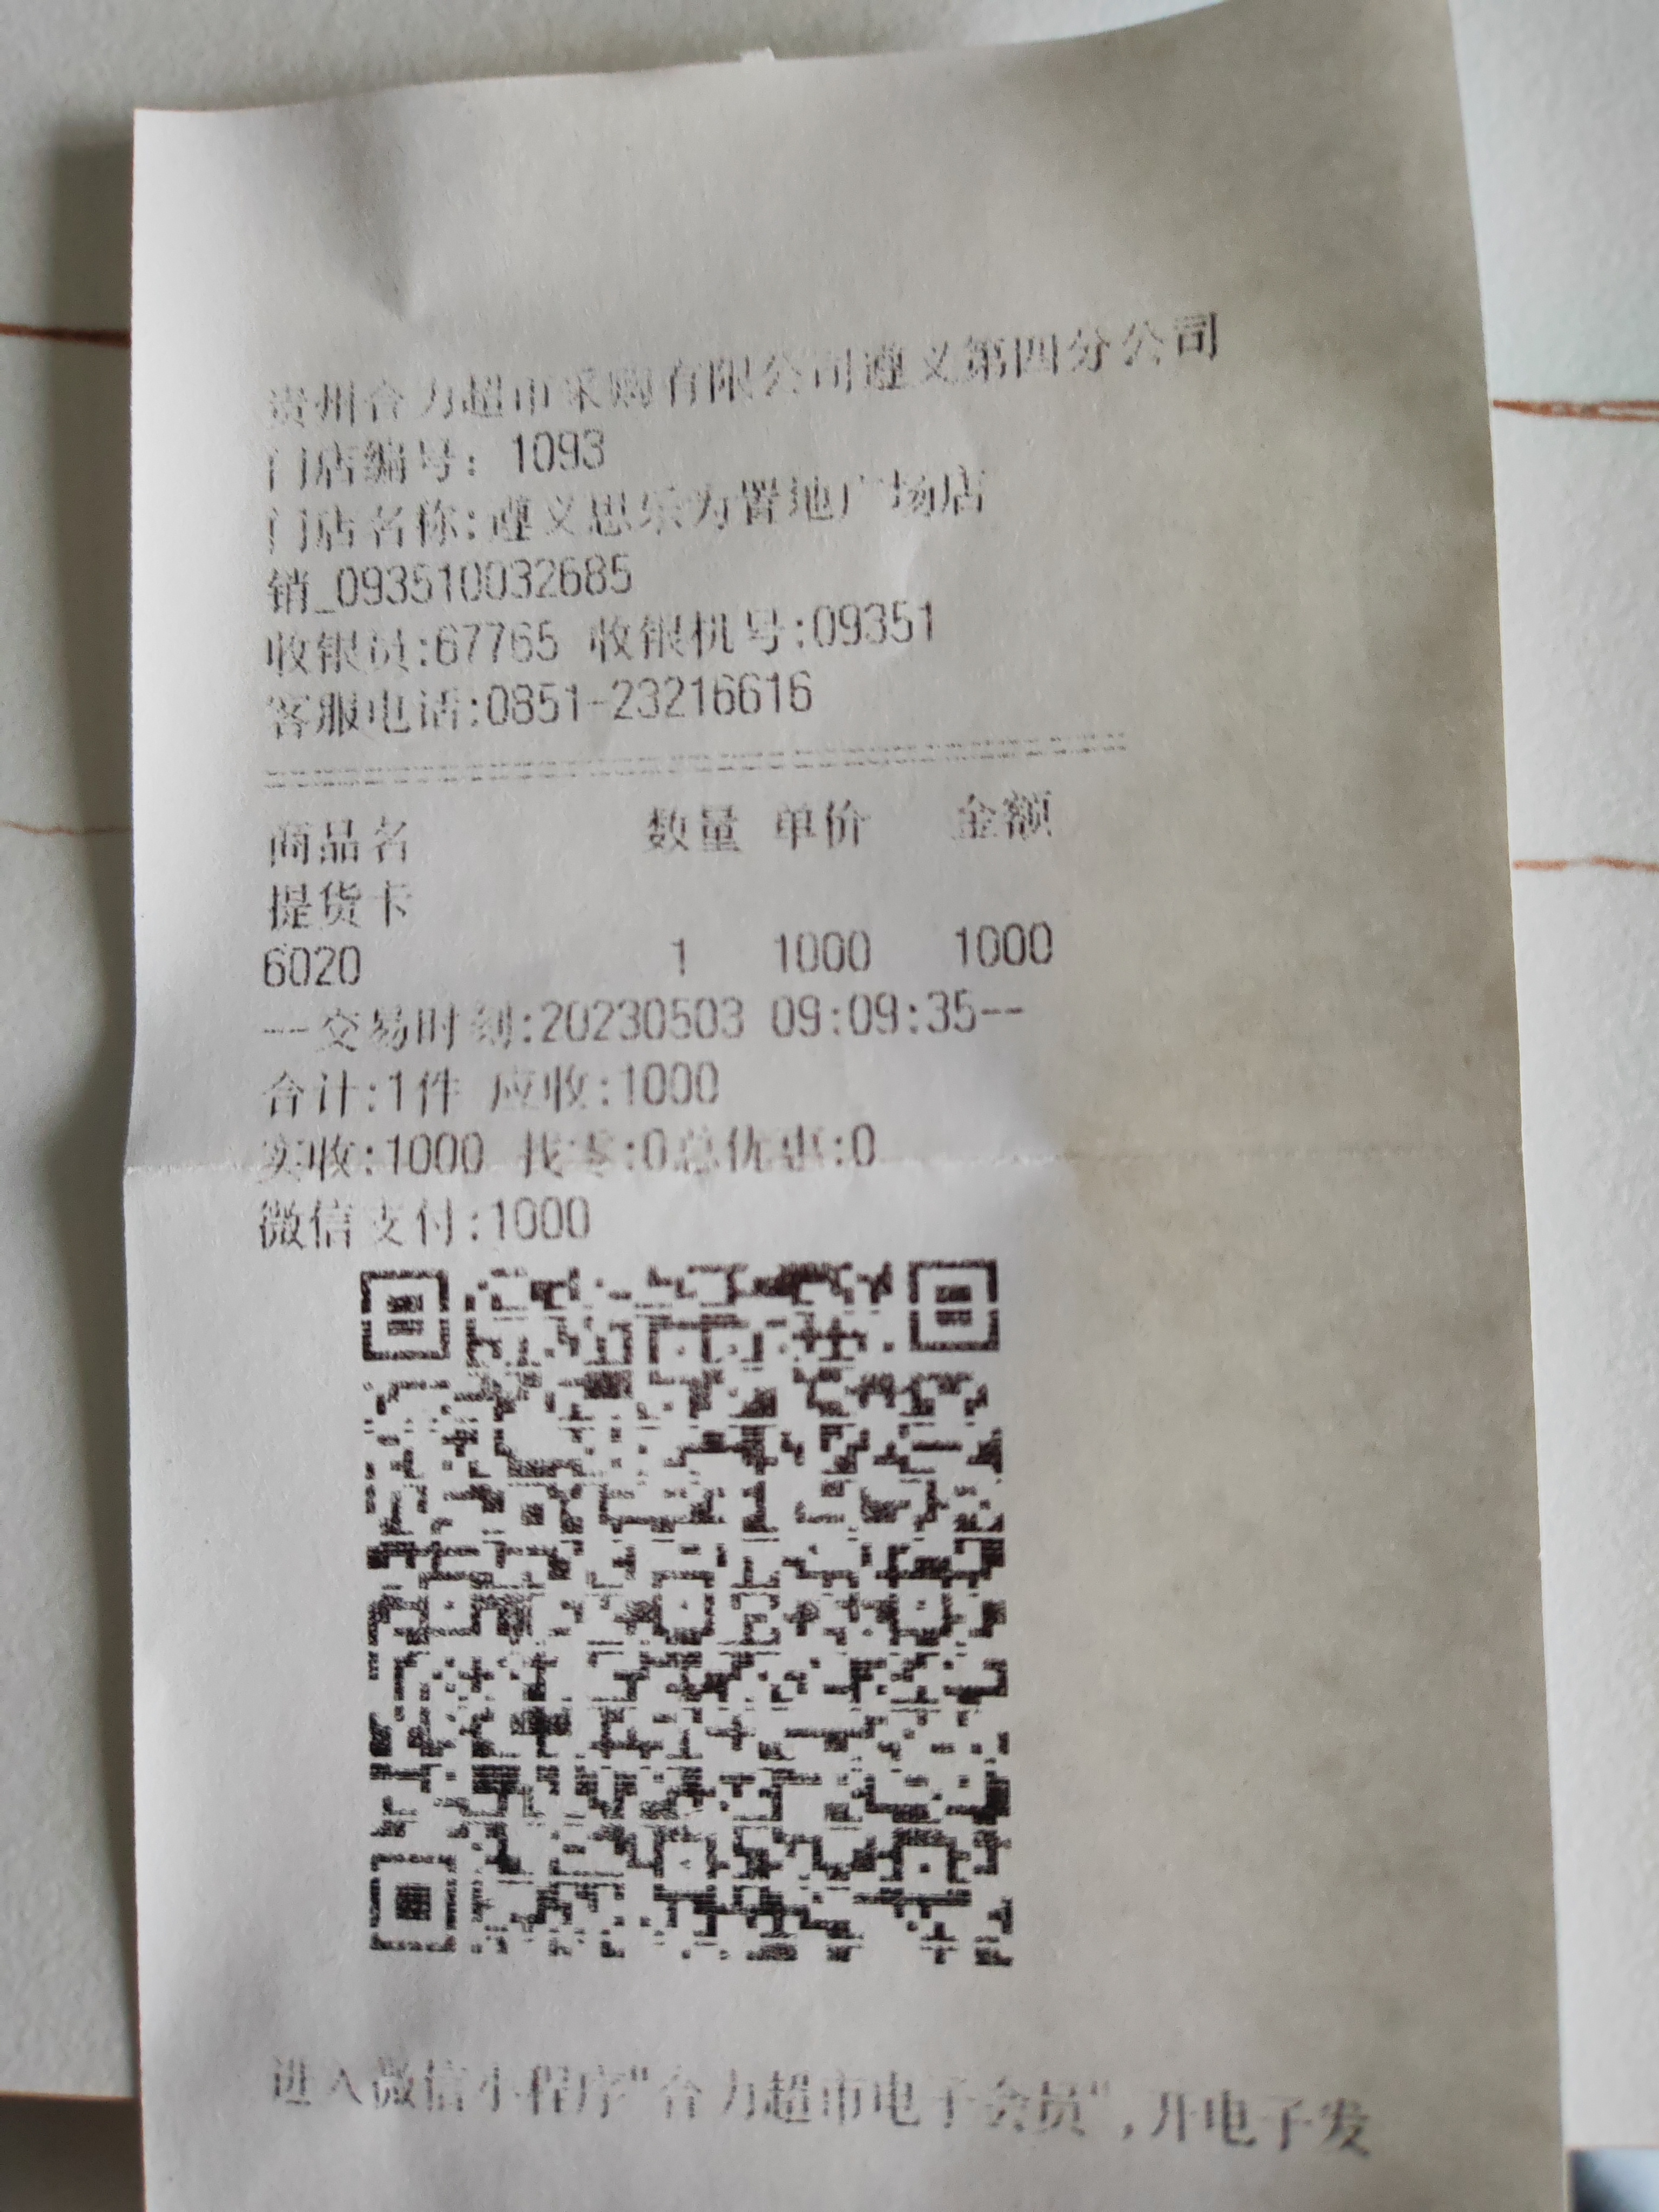 贵州合力超市采购有限公司遵义第四分公司
门店编号: 1093
门店名称:遵义思乐为置地广场店
销_093510032685
收银员:67765 收银机号:09351
客服电话:0851-23216616
商品名 数量 单价 金额
提货卡
6020 1 1000 1000
--交易时刻:20230503 09:09:35--
合计:1件 应收:1000
实收:1000 找零:0总优惠:0
微信支付:1000
进入微信小程序"合力超市电子会员",开电子发